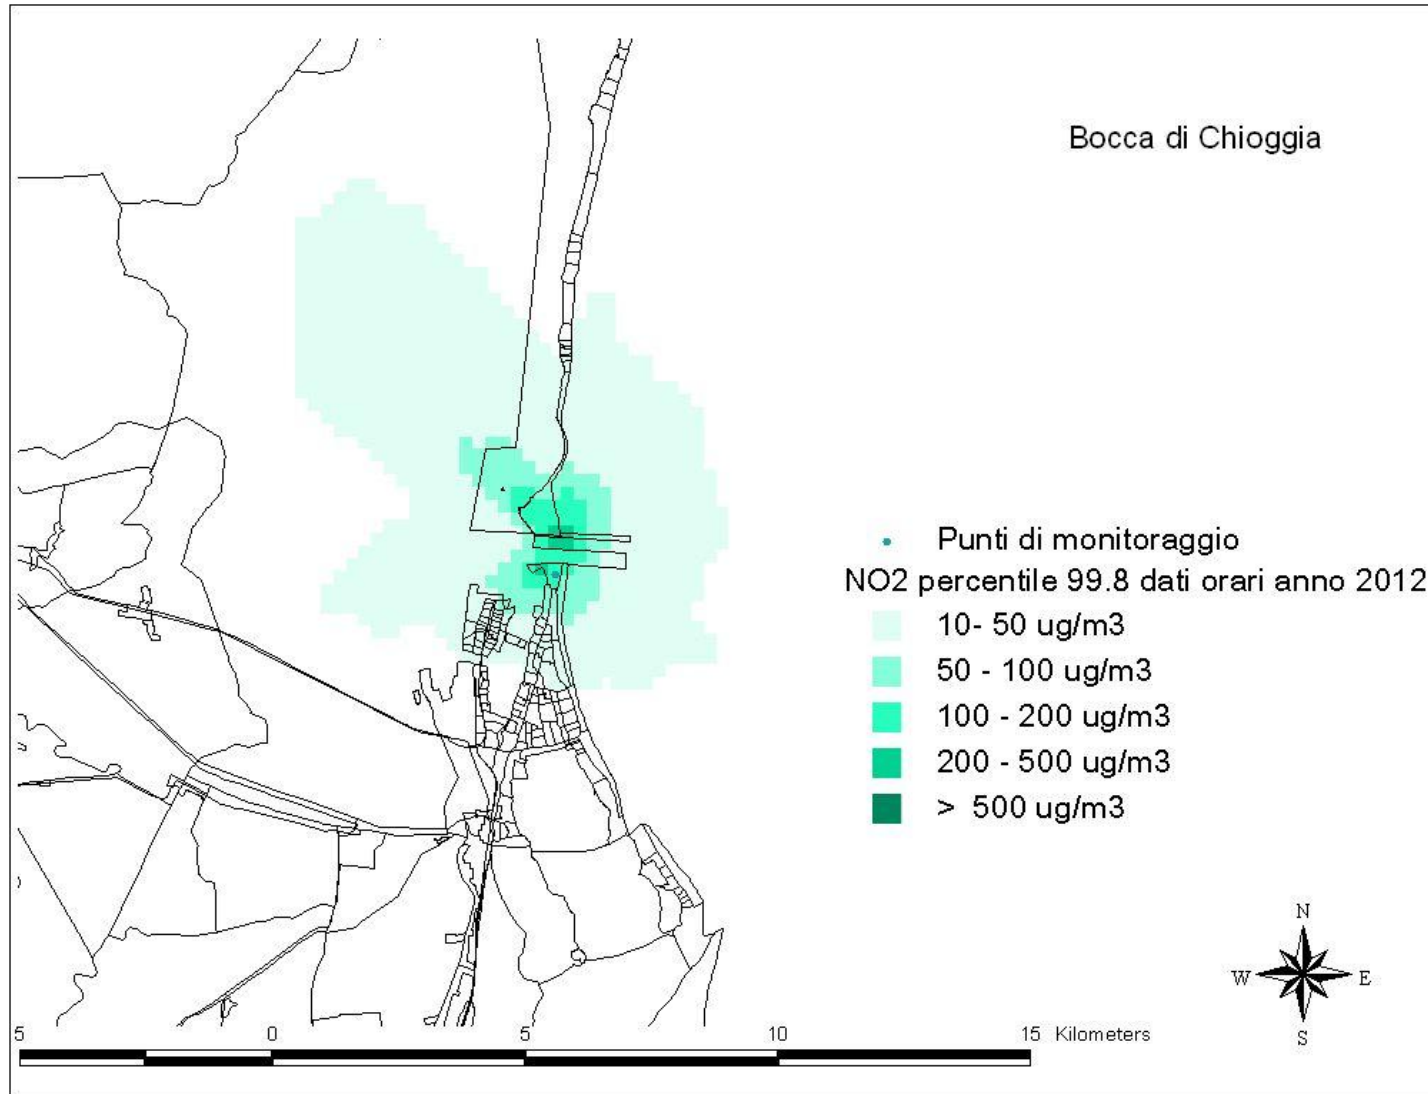 Bocca di Chioggia
Punti di monitoraggio
NO2 percentile 99.8 dati orari anno 2012
10- 50 ug/m3
50 - 100 ug/m3
100 - 200 ug/m3
200 - 500 ug/m3
> 500 ug/m3
N
W E
S
5 0 5 10 15 Kilometers